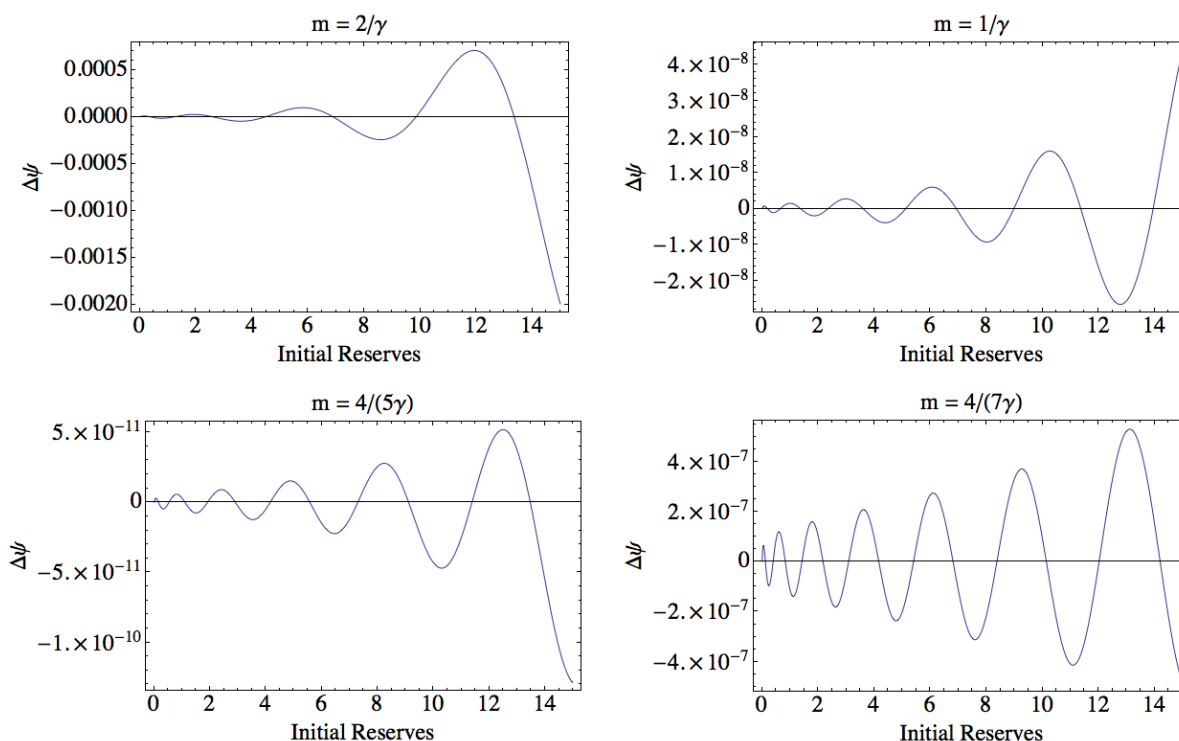 m = 2/γ
0.0005
0.0000
−0.0005
−0.0010
−0.0015
−0.0020
Δψ
0 2 4 6 8 10 12 14
Initial Reserves
m = 1/γ
4.×10⁻⁸
3.×10⁻⁸
2.×10⁻⁸
1.×10⁻⁸
0
−1.×10⁻⁸
−2.×10⁻⁸
Δψ
0 2 4 6 8 10 12 14
Initial Reserves
m = 4/(5γ)
5.×10⁻¹¹
0
−5.×10⁻¹¹
−1.×10⁻¹⁰
Δψ
0 2 4 6 8 10 12 14
Initial Reserves
m = 4/(7γ)
4.×10⁻⁷
2.×10⁻⁷
0
−2.×10⁻⁷
−4.×10⁻⁷
Δψ
0 2 4 6 8 10 12 14
Initial Reserves